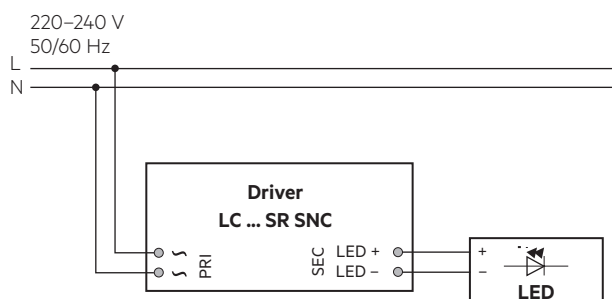 220–240 V
50/60 Hz
L
N
Driver
LC ... SR SNC
~ PRI SEC LED +
~ LED –
+
–
LED